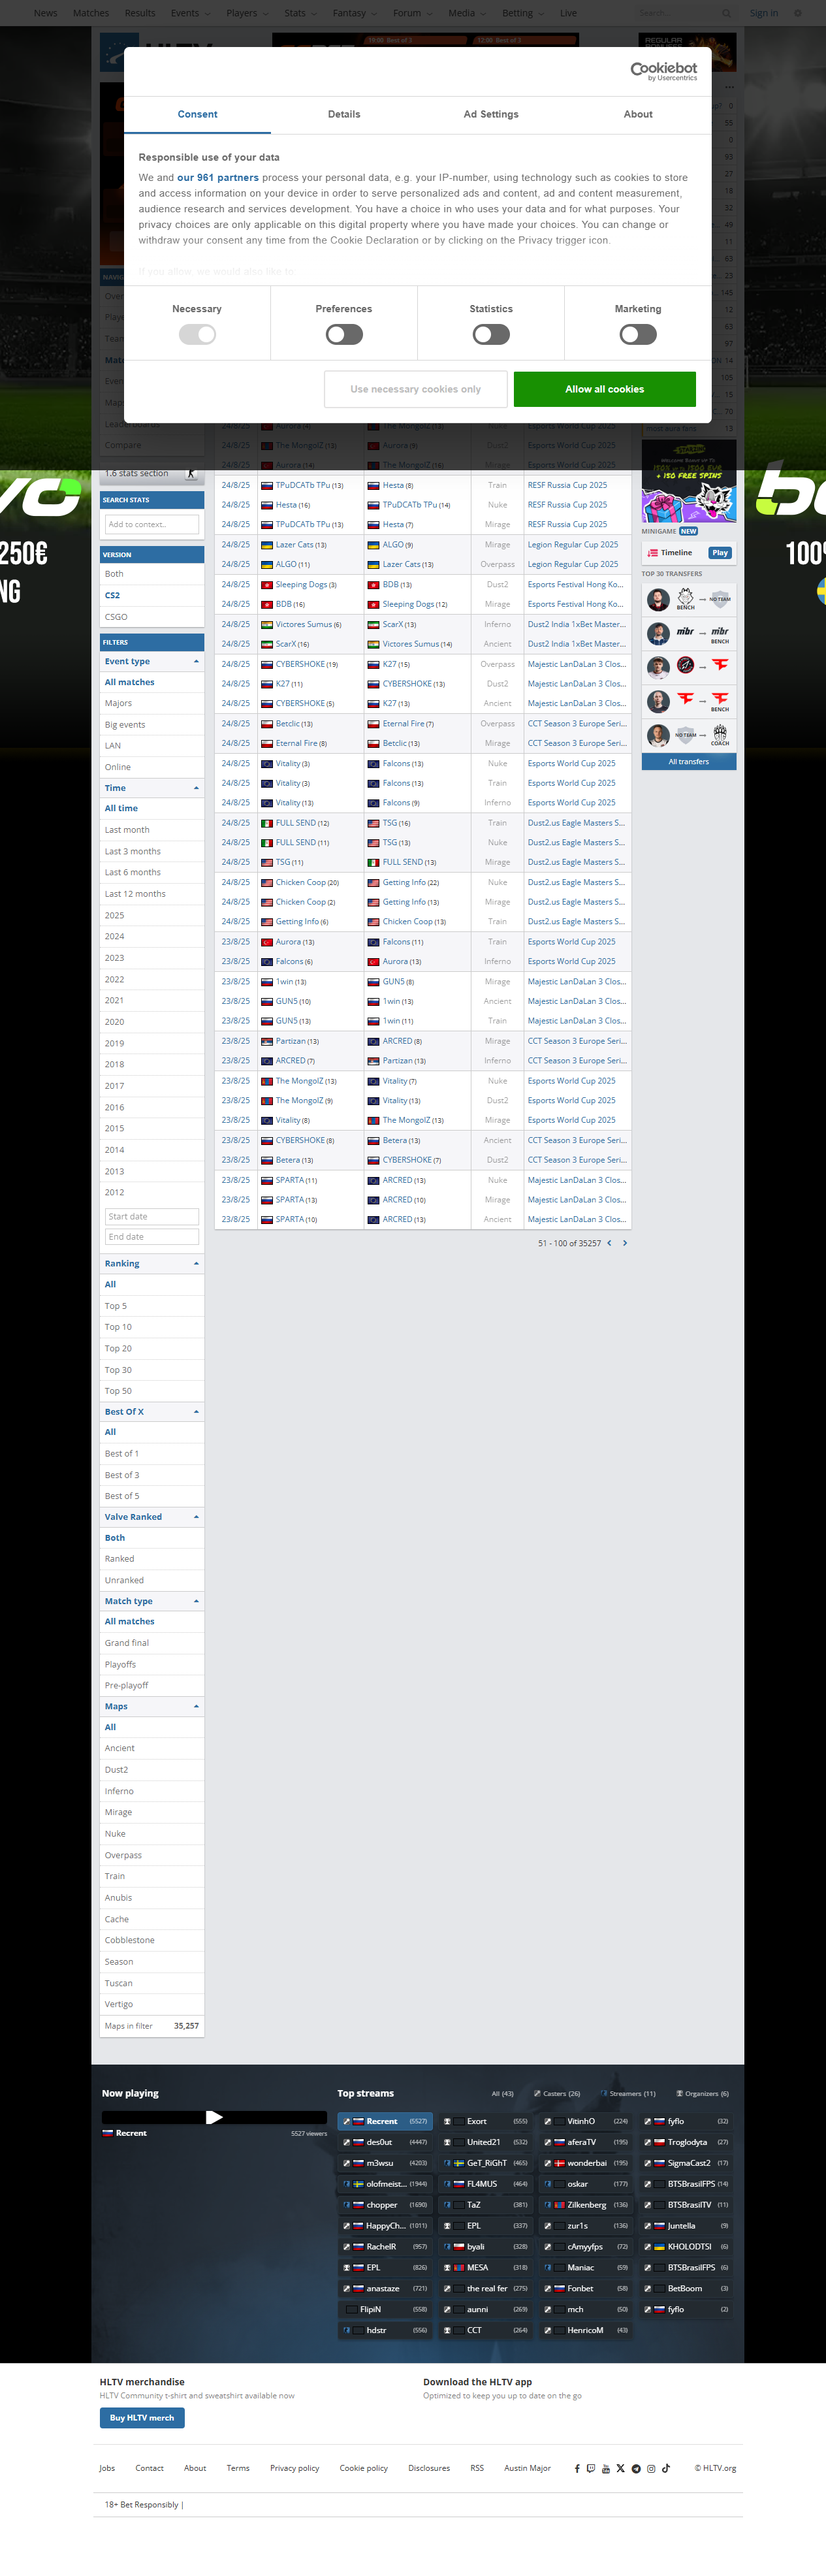 News Matches Results Events Players Stats Fantasy Forum Media Betting Live Search... Sign in
Cookiebot
by Usercentrics
Consent Details Ad Settings About
Responsible use of your data
We and our 961 partners process your personal data, e.g. your IP-number, using technology such as cookies to store
and access information on your device in order to serve personalized ads and content, ad and content measurement,
audience research and services development. You have a choice in who uses your data and for what purposes. Your
privacy choices are only applicable on this digital property where you have made your choices. You can change or
withdraw your consent any time from the Cookie Declaration or by clicking on the Privacy trigger icon.
If you allow, we would also like to:
Necessary Preferences Statistics Marketing
Use necessary cookies only Allow all cookies
Compare
1.6 stats section
SEARCH STATS
Add to context..
VERSION
Both
CS2
CSGO
FILTERS
Event type
All matches
Majors
Big events
LAN
Online
Time
All time
Last month
Last 3 months
Last 6 months
Last 12 months
2025
2024
2023
2022
2021
2020
2019
2018
2017
2016
2015
2014
2013
2012
Start date
End date
Ranking
All
Top 5
Top 10
Top 20
Top 30
Top 50
Best Of X
All
Best of 1
Best of 3
Best of 5
Valve Ranked
Both
Ranked
Unranked
Match type
All matches
Grand final
Playoffs
Pre-playoff
Maps
All
Ancient
Dust2
Inferno
Mirage
Nuke
Overpass
Train
Anubis
Cache
Cobblestone
Season
Tuscan
Vertigo
Maps in filter 35,257
24/8/25 Aurora (4) The MongolZ (13) Nuke Esports World Cup 2025
24/8/25 The MongolZ (13) Aurora (9) Dust2 Esports World Cup 2025
24/8/25 Aurora (14) The MongolZ (16) Mirage Esports World Cup 2025
24/8/25 TPuDCATb TPu (13) Hesta (8) Train RESF Russia Cup 2025
24/8/25 Hesta (16) TPuDCATb TPu (14) Nuke RESF Russia Cup 2025
24/8/25 TPuDCATb TPu (13) Hesta (7) Mirage RESF Russia Cup 2025
24/8/25 Lazer Cats (13) ALGO (9) Mirage Legion Regular Cup 2025
24/8/25 ALGO (11) Lazer Cats (13) Overpass Legion Regular Cup 2025
24/8/25 Sleeping Dogs (3) BDB (13) Dust2 Esports Festival Hong Ko...
24/8/25 BDB (16) Sleeping Dogs (12) Mirage Esports Festival Hong Ko...
24/8/25 Victores Sumus (6) ScarX (13) Inferno Dust2 India 1xBet Master...
24/8/25 ScarX (16) Victores Sumus (14) Ancient Dust2 India 1xBet Master...
24/8/25 CYBERSHOKE (19) K27 (15) Overpass Majestic LanDaLan 3 Clos...
24/8/25 K27 (11) CYBERSHOKE (13) Dust2 Majestic LanDaLan 3 Clos...
24/8/25 CYBERSHOKE (5) K27 (13) Ancient Majestic LanDaLan 3 Clos...
24/8/25 Betclic (13) Eternal Fire (7) Overpass CCT Season 3 Europe Seri...
24/8/25 Eternal Fire (8) Betclic (13) Mirage CCT Season 3 Europe Seri...
24/8/25 Vitality (3) Falcons (13) Nuke Esports World Cup 2025
24/8/25 Vitality (3) Falcons (13) Train Esports World Cup 2025
24/8/25 Vitality (13) Falcons (9) Inferno Esports World Cup 2025
24/8/25 FULL SEND (12) TSG (16) Train Dust2.us Eagle Masters S...
24/8/25 FULL SEND (11) TSG (13) Nuke Dust2.us Eagle Masters S...
24/8/25 TSG (11) FULL SEND (13) Mirage Dust2.us Eagle Masters S...
24/8/25 Chicken Coop (20) Getting Info (22) Nuke Dust2.us Eagle Masters S...
24/8/25 Chicken Coop (2) Getting Info (13) Mirage Dust2.us Eagle Masters S...
24/8/25 Getting Info (6) Chicken Coop (13) Train Dust2.us Eagle Masters S...
23/8/25 Aurora (13) Falcons (11) Train Esports World Cup 2025
23/8/25 Falcons (6) Aurora (13) Inferno Esports World Cup 2025
23/8/25 1win (13) GUN5 (8) Mirage Majestic LanDaLan 3 Clos...
23/8/25 GUN5 (10) 1win (13) Ancient Majestic LanDaLan 3 Clos...
23/8/25 GUN5 (13) 1win (11) Train Majestic LanDaLan 3 Clos...
23/8/25 Partizan (13) ARCRED (8) Mirage CCT Season 3 Europe Seri...
23/8/25 ARCRED (7) Partizan (13) Inferno CCT Season 3 Europe Seri...
23/8/25 The MongolZ (13) Vitality (7) Nuke Esports World Cup 2025
23/8/25 The MongolZ (9) Vitality (13) Dust2 Esports World Cup 2025
23/8/25 Vitality (8) The MongolZ (13) Mirage Esports World Cup 2025
23/8/25 CYBERSHOKE (8) Betera (13) Ancient CCT Season 3 Europe Seri...
23/8/25 Betera (13) CYBERSHOKE (7) Dust2 CCT Season 3 Europe Seri...
23/8/25 SPARTA (11) ARCRED (13) Nuke Majestic LanDaLan 3 Clos...
23/8/25 SPARTA (13) ARCRED (10) Mirage Majestic LanDaLan 3 Clos...
23/8/25 SPARTA (10) ARCRED (13) Ancient Majestic LanDaLan 3 Clos...
51 - 100 of 35257
+ 150 FREE SPINS
MINIGAME NEW
Timeline Play
TOP 30 TRANSFERS
BENCH NO TEAM
mibr mibr
BENCH
BENCH
NO TEAM COACH
All transfers
250€
NG
100%
Now playing
Recrent 5527 viewers
Top streams All (43) Casters (26) Streamers (11) Organizers (6)
Recrent (5527) Exort (555) VitinhO (224) fyflo (32)
des0ut (4447) United21 (532) aferaTV (195) Troglodyta (27)
m3wsu (4203) GeT_RiGhT (465) wonderbai (195) SigmaCast2 (17)
olofmeist... (1944) FL4MUS (464) oskar (177) BTSBrasilFPS (14)
chopper (1690) TaZ (381) Zilkenberg (136) BTSBrasilTV (11)
HappyCh... (1011) EPL (337) zur1s (136) Juntella (9)
RachelR (957) byali (328) cAmyyfps (72) KHOLODTSI (6)
EPL (826) MESA (318) Maniac (59) BTSBrasilFPS (6)
anastaze (721) the real fer (275) Fonbet (58) BetBoom (3)
FlipiN (558) aunni (269) mch (50) fyflo (2)
hdstr (556) CCT (264) HenricoM (43)
HLTV merchandise
HLTV Community t-shirt and sweatshirt available now
Buy HLTV merch
Download the HLTV app
Optimized to keep you up to date on the go
Jobs Contact About Terms Privacy policy Cookie policy Disclosures RSS Austin Major © HLTV.org
18+ Bet Responsibly |